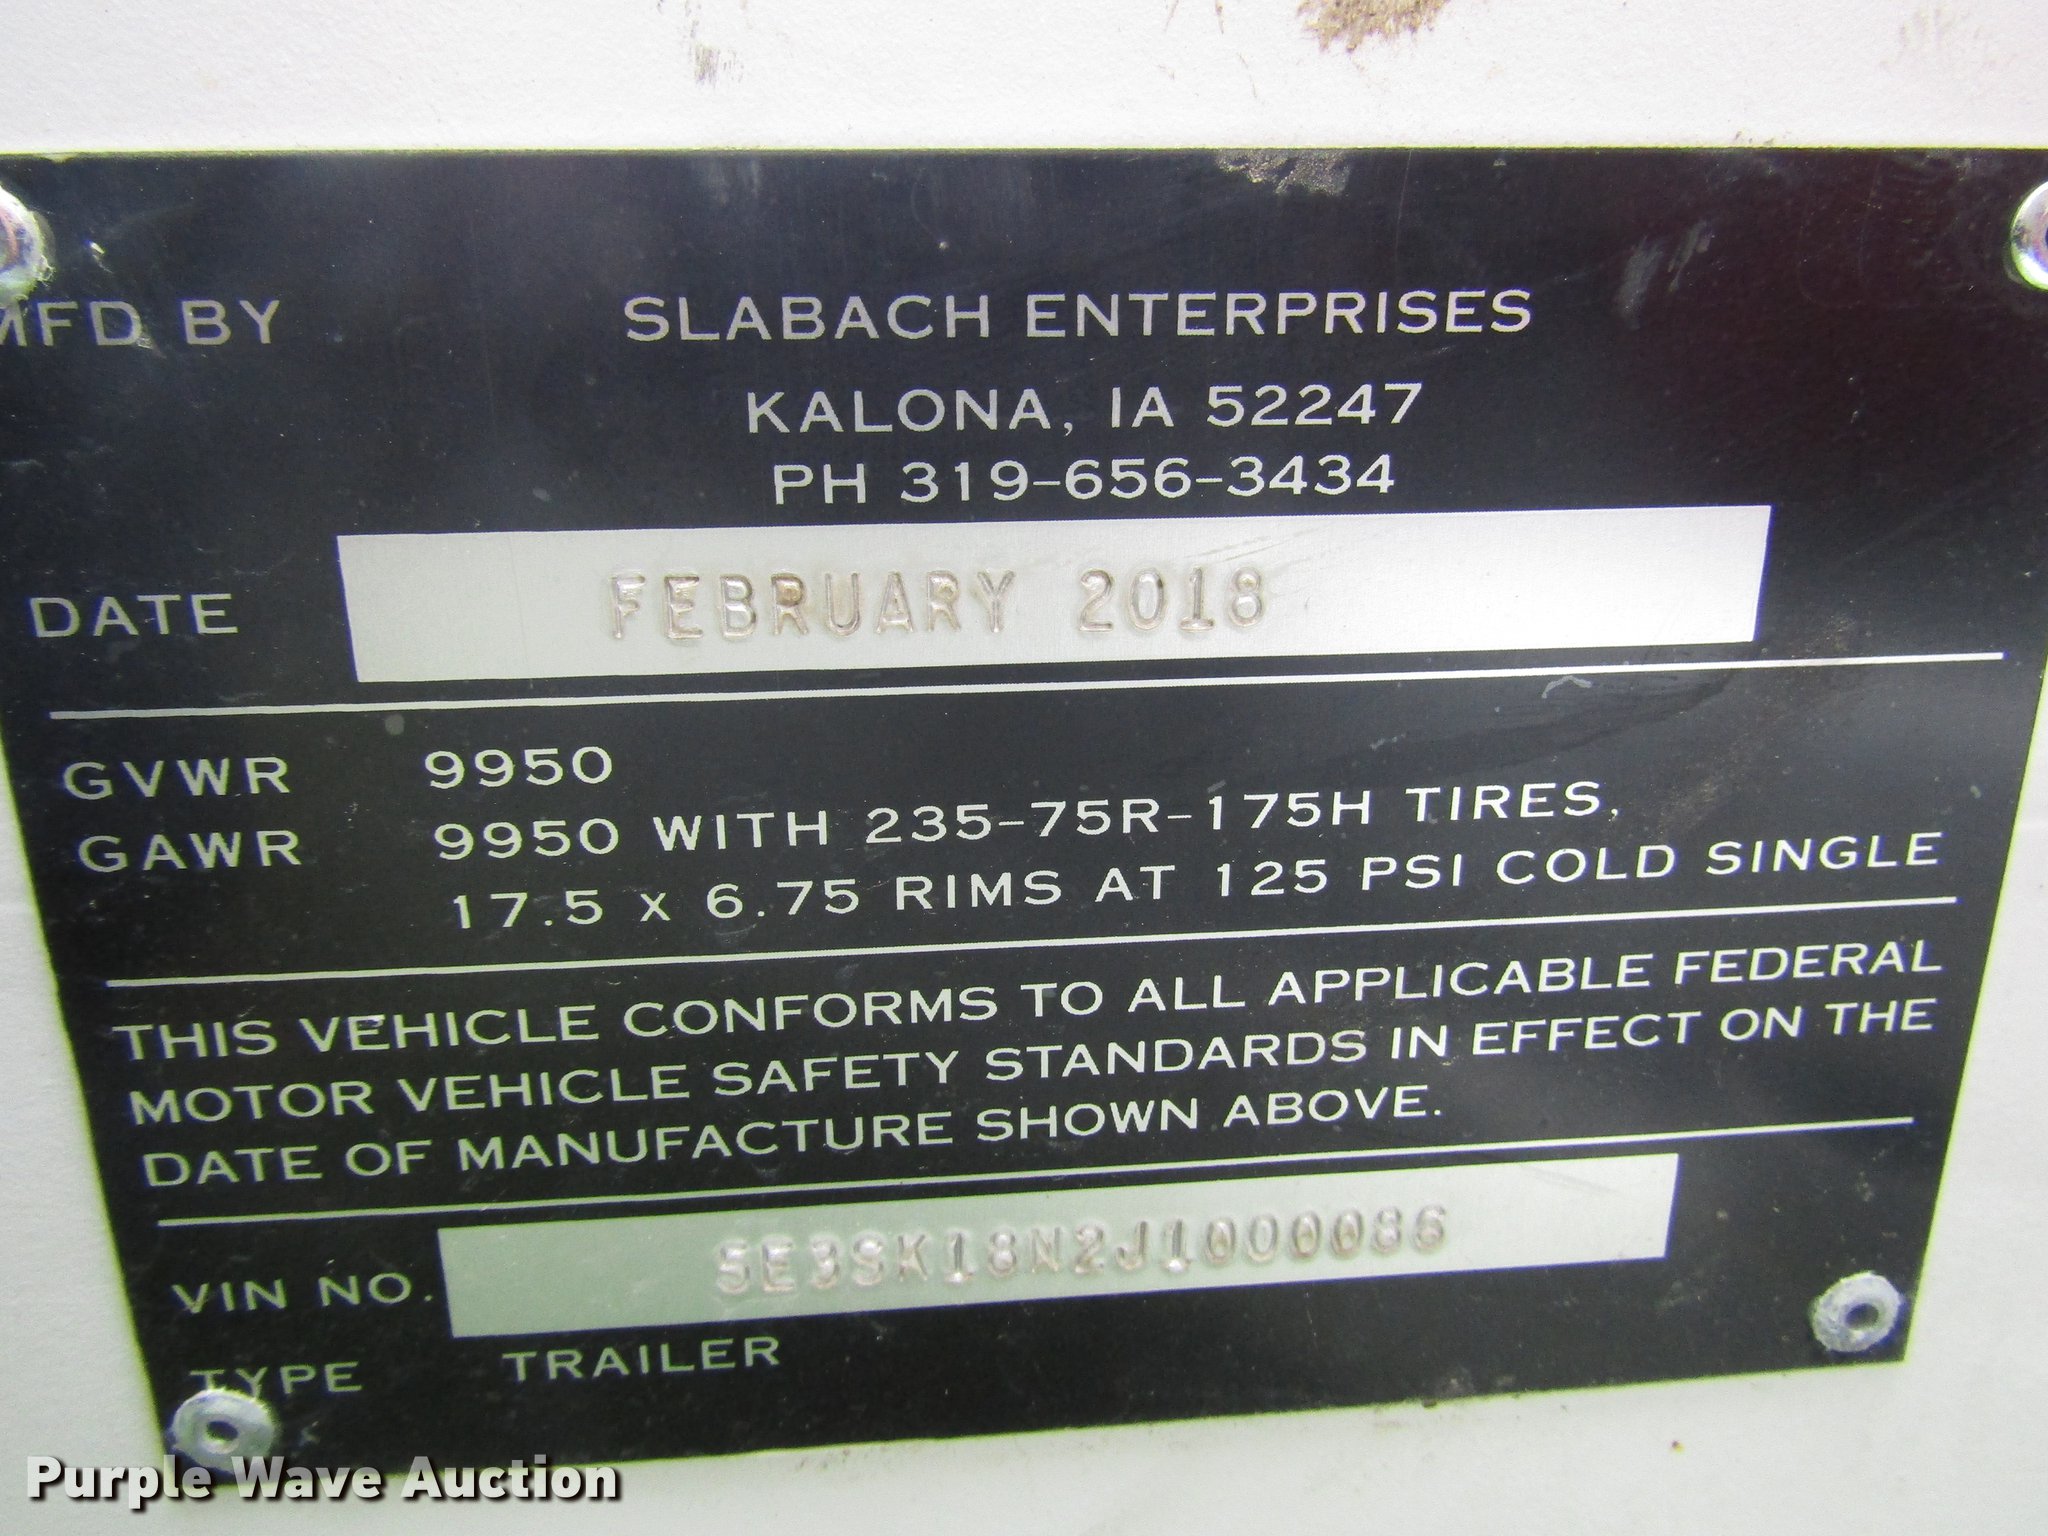 MFD BY SLABACH ENTERPRISES
KALONA, IA 52247
PH 319-656-3434
DATE FEBRUARY 2018
GVWR 9950
GAWR 9950 WITH 235-75R-175H TIRES,
17.5 x 6.75 RIMS AT 125 PSI COLD SINGLE
THIS VEHICLE CONFORMS TO ALL APPLICABLE FEDERAL
MOTOR VEHICLE SAFETY STANDARDS IN EFFECT ON THE
DATE OF MANUFACTURE SHOWN ABOVE.
VIN NO. 5E3SK18N2J1000086
TYPE TRAILER
Purple Wave Auction